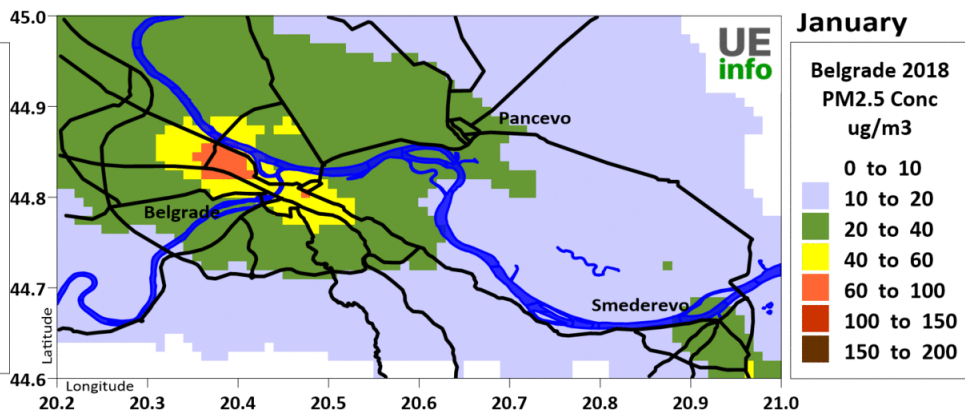 January
UE
info
Belgrade 2018
PM2.5 Conc
ug/m3
0 to 10
10 to 20
20 to 40
40 to 60
60 to 100
100 to 150
150 to 200
45.0
44.9
44.8
44.7
44.6
Latitude
Pancevo
Belgrade
Smederevo
Longitude
20.2 20.3 20.4 20.5 20.6 20.7 20.8 20.9 21.0